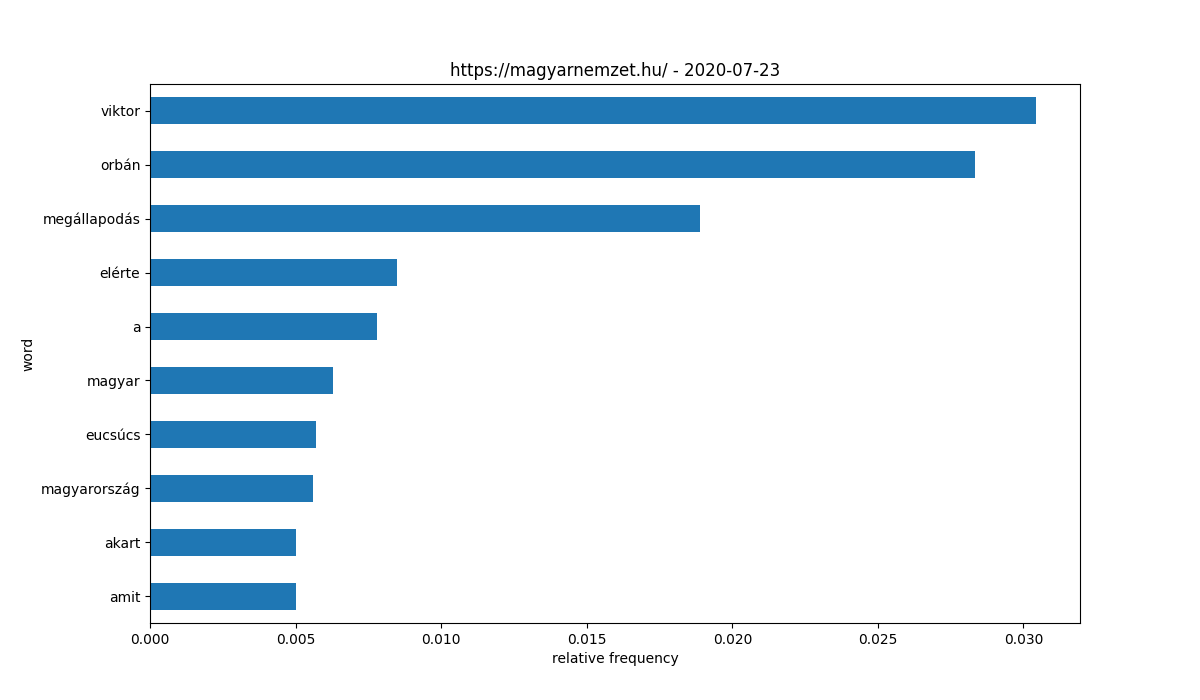 https://magyarnemzet.hu/ - 2020-07-23
viktor
orbán
megállapodás
elérte
a
magyar
eucsúcs
magyarország
akart
amit
word
0.000 0.005 0.010 0.015 0.020 0.025 0.030
relative frequency